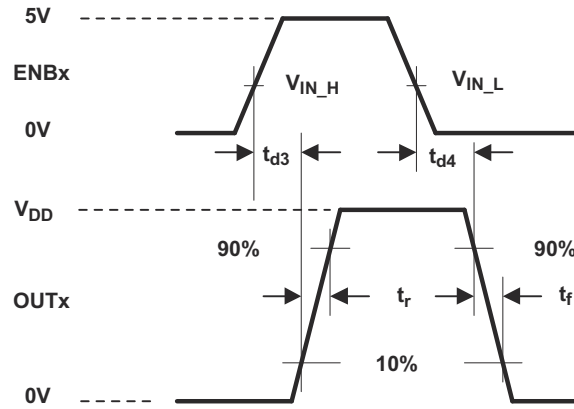 5V
ENBx
V_IN_H
V_IN_L
0V
t_d3
t_d4
V_DD
90%
90%
OUTx
t_r
t_f
10%
0V